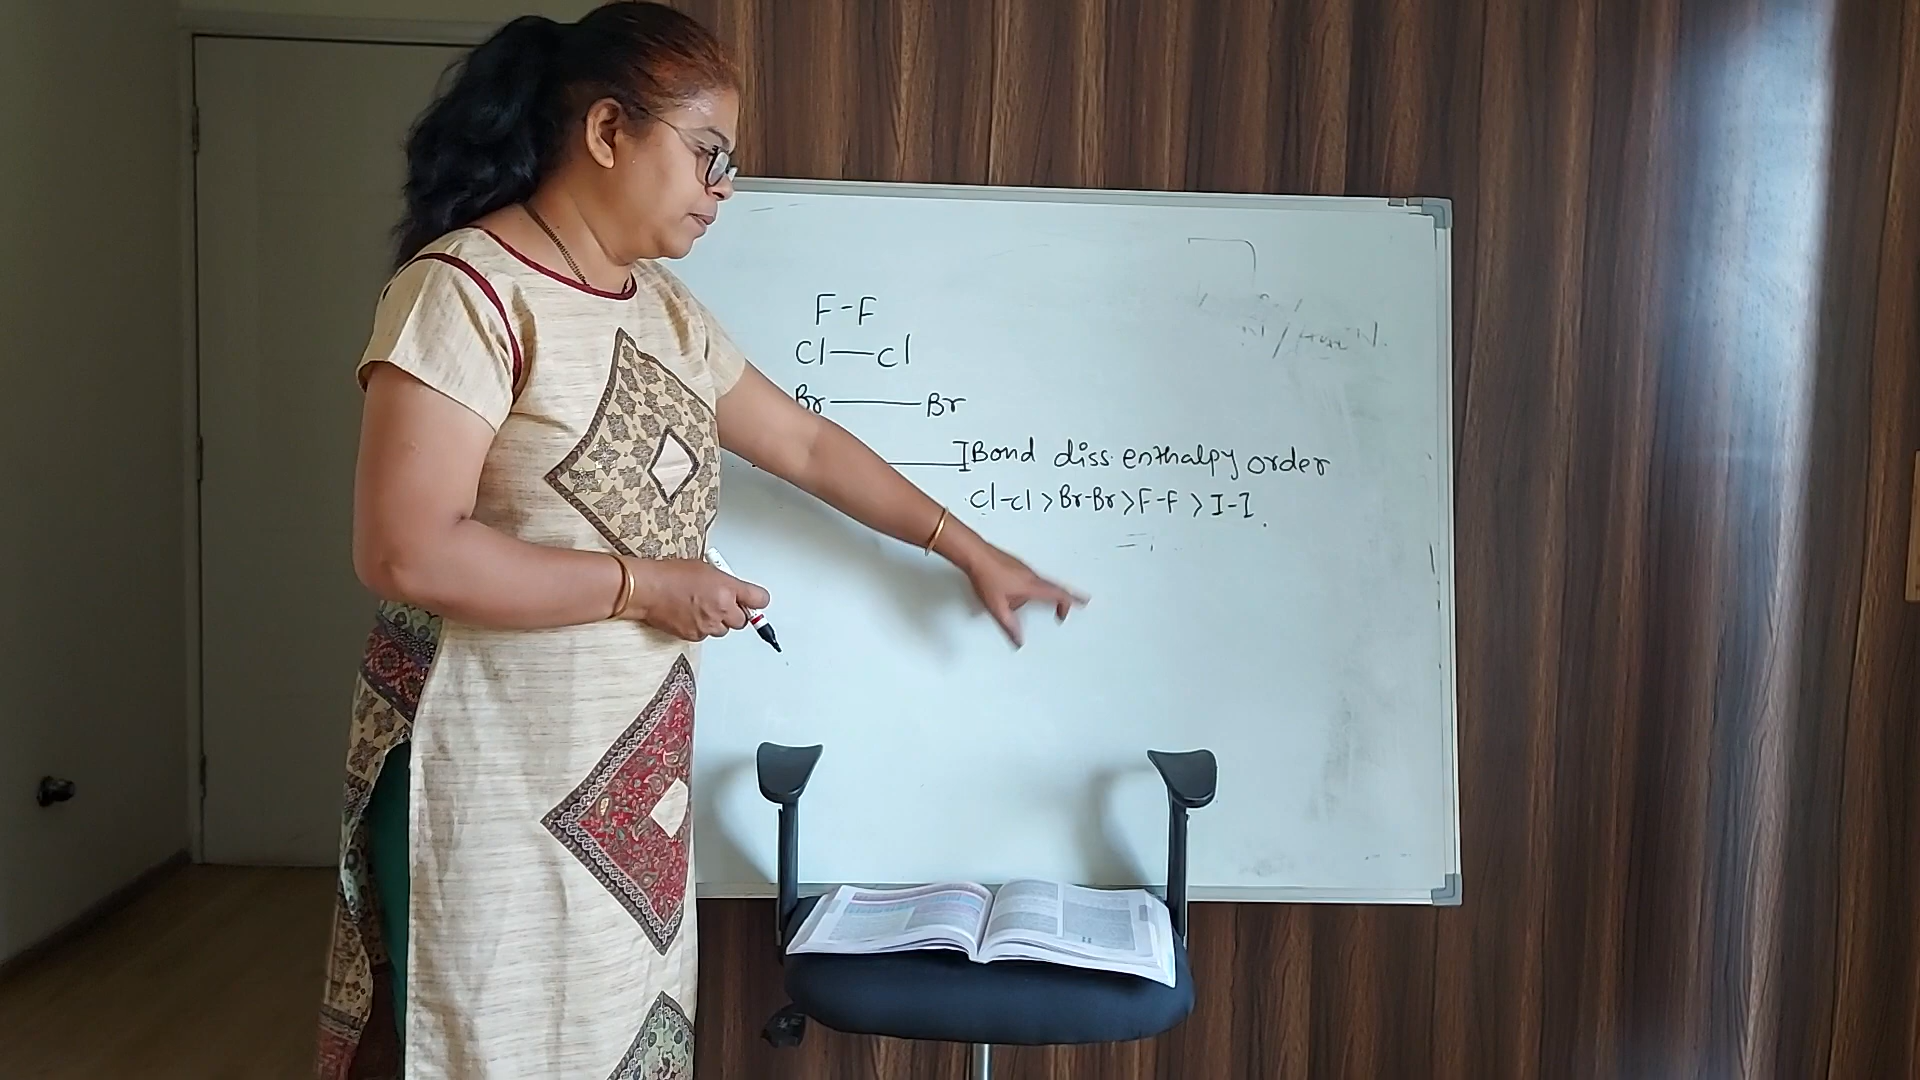 F-F
Cl—Cl
Br—Br
I
Bond diss. enthalpy order
Cl-Cl > Br-Br > F-F > I-I.